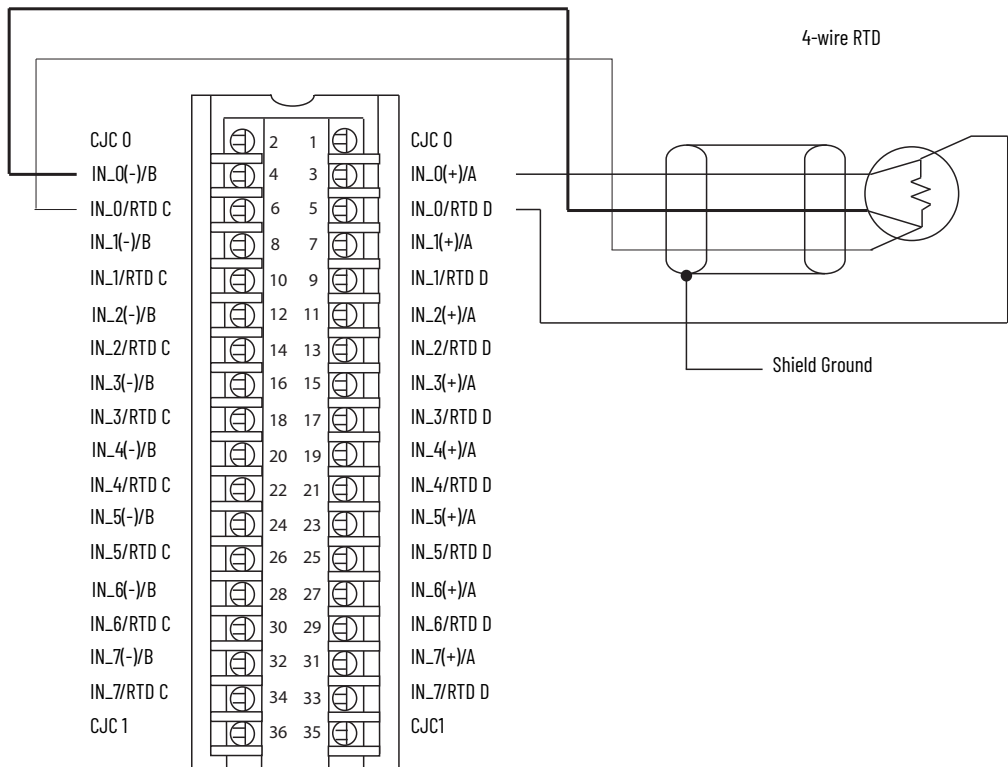 4-wire RTD
CJC 0 2 1 CJC 0
IN_0(-)/B 4 3 IN_0(+)/A
IN_0/RTD C 6 5 IN_0/RTD D
IN_1(-)/B 8 7 IN_1(+)/A
IN_1/RTD C 10 9 IN_1/RTD D
IN_2(-)/B 12 11 IN_2(+)/A
IN_2/RTD C 14 13 IN_2/RTD D
IN_3(-)/B 16 15 IN_3(+)/A
IN_3/RTD C 18 17 IN_3/RTD D
IN_4(-)/B 20 19 IN_4(+)/A
IN_4/RTD C 22 21 IN_4/RTD D
IN_5(-)/B 24 23 IN_5(+)/A
IN_5/RTD C 26 25 IN_5/RTD D
IN_6(-)/B 28 27 IN_6(+)/A
IN_6/RTD C 30 29 IN_6/RTD D
IN_7(-)/B 32 31 IN_7(+)/A
IN_7/RTD C 34 33 IN_7/RTD D
CJC 1 36 35 CJC1
Shield Ground